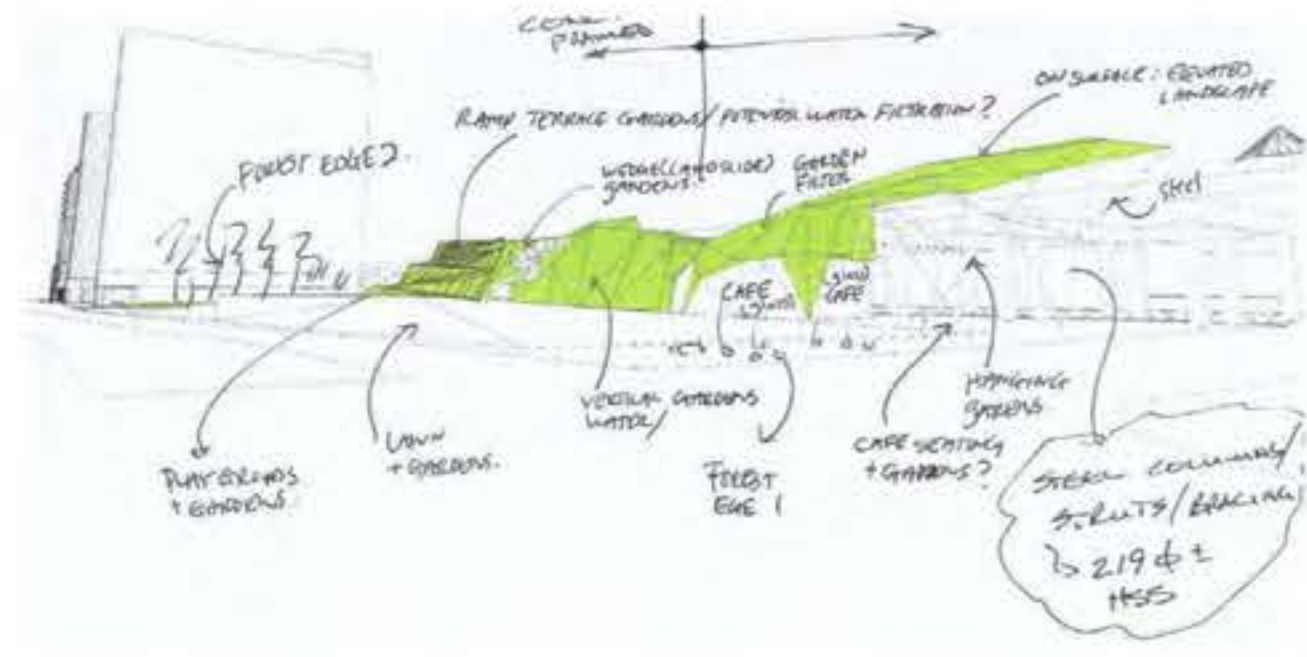 CONC.
FRAMED
ON SURFACE: ELEVATED
LANDSCAPE
RAMP TERRACE GARDENS/POTENTIAL WATER FILTRATION?
FOREST EDGE 2.
WEDGE (LANDSLIDE)
GARDENS.
GARDEN
FILTER
steel
CAFE
CAFE
VERTICAL GARDENS
WATER/
HANGING
GARDENS
LAWN
+ GARDENS.
CAFE SEATING
+ GARDENS?
PLAYGROUNDS
+ GARDENS.
FOREST
EDGE 1
STEEL COLUMNS/
STRUTS/BRACING
219 φ ±
HSS